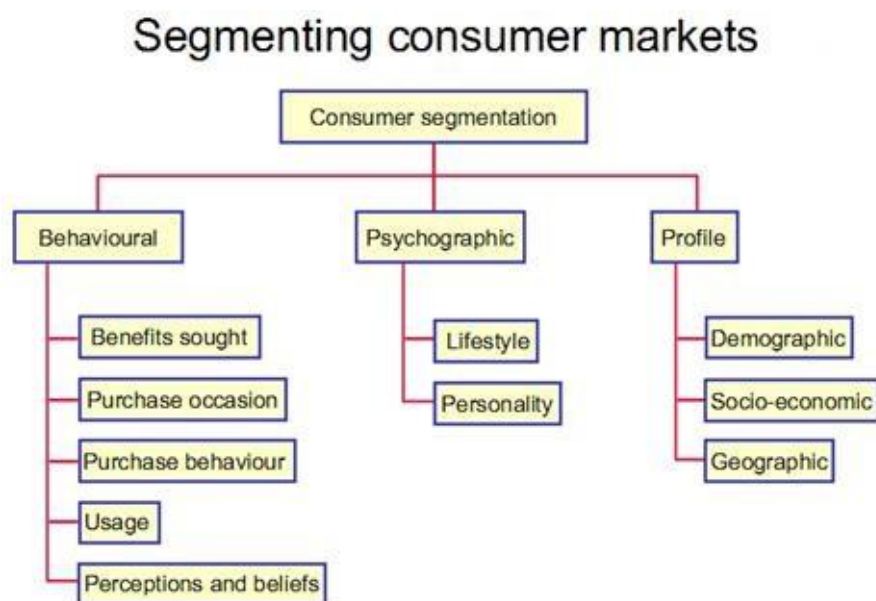 Segmenting consumer markets
Consumer segmentation
Behavioural
Psychographic
Profile
Benefits sought
Purchase occasion
Purchase behaviour
Usage
Perceptions and beliefs
Lifestyle
Personality
Demographic
Socio-economic
Geographic